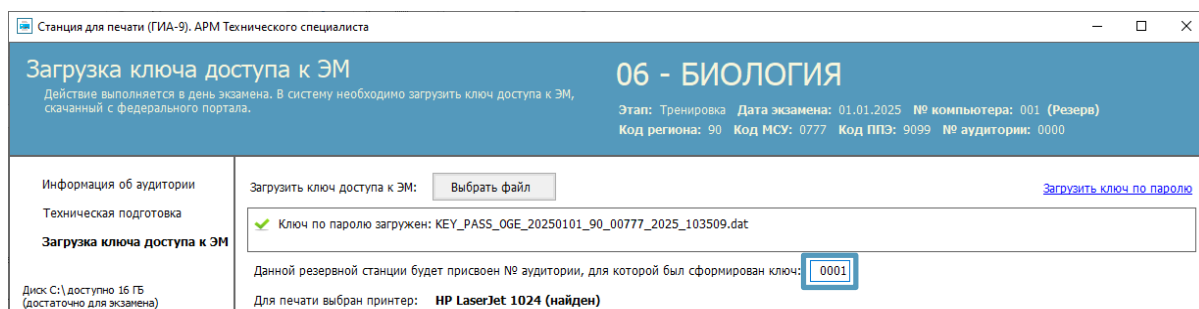 Станция для печати (ГИА-9). АРМ Технического специалиста
Загрузка ключа доступа к ЭМ
Действие выполняется в день экзамена. В систему необходимо загрузить ключ доступа к ЭМ,
скачанный с федерального портала.
06 - БИОЛОГИЯ
Этап: Тренировка Дата экзамена: 01.01.2025 № компьютера: 001 (Резерв)
Код региона: 90 Код МСУ: 0777 Код ППЭ: 9099 № аудитории: 0000
Информация об аудитории
Техническая подготовка
Загрузка ключа доступа к ЭМ
Диск C:\ доступно 16 ГБ
(достаточно для экзамена)
Загрузить ключ доступа к ЭМ: Выбрать файл Загрузить ключ по паролю
Ключ по паролю загружен: KEY_PASS_OGE_20250101_90_00777_2025_103509.dat
Данной резервной станции будет присвоен № аудитории, для которой был сформирован ключ: 0001
Для печати выбран принтер: HP LaserJet 1024 (найден)